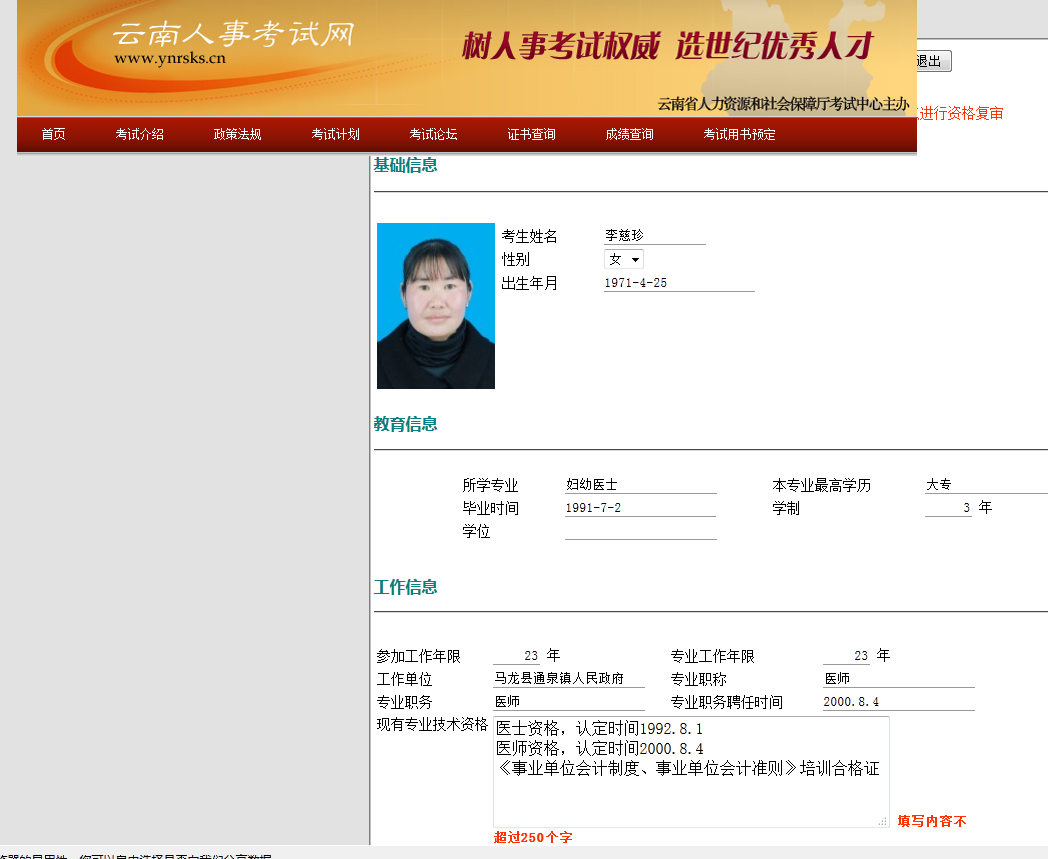 云南人事考试网
www.ynrsks.cn
树人事考试权威 选世纪优秀人才
云南省人力资源和社会保障厅考试中心主办
退出
进行资格复审
首页 考试介绍 政策法规 考试计划 考试论坛 证书查询 成绩查询 考试用书预定
基础信息
考生姓名 李慈珍
性别 女
出生年月 1971-4-25
教育信息
所学专业 妇幼医士 本专业最高学历 大专
毕业时间 1991-7-2 学制 3 年
学位
工作信息
参加工作年限 23 年 专业工作年限 23 年
工作单位 马龙县通泉镇人民政府 专业职称 医师
专业职务 医师 专业职务聘任时间 2000.8.4
现有专业技术资格 医士资格，认定时间1992.8.1
医师资格，认定时间2000.8.4
《事业单位会计制度、事业单位会计准则》培训合格证
填写内容不
超过250个字